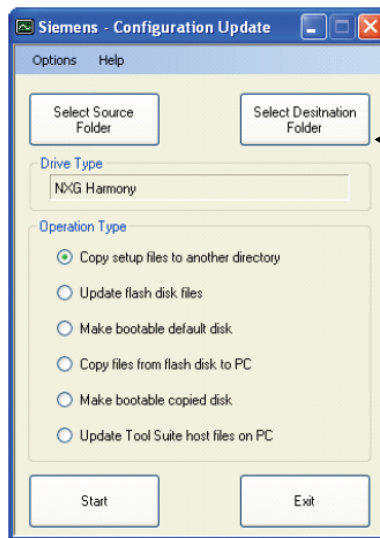 Siemens - Configuration Update
Options Help
Select Source
Folder
Select Desitnation
Folder
Drive Type
NXG Harmony
Operation Type
Copy setup files to another directory
Update flash disk files
Make bootable default disk
Copy files from flash disk to PC
Make bootable copied disk
Update Tool Suite host files on PC
Start
Exit